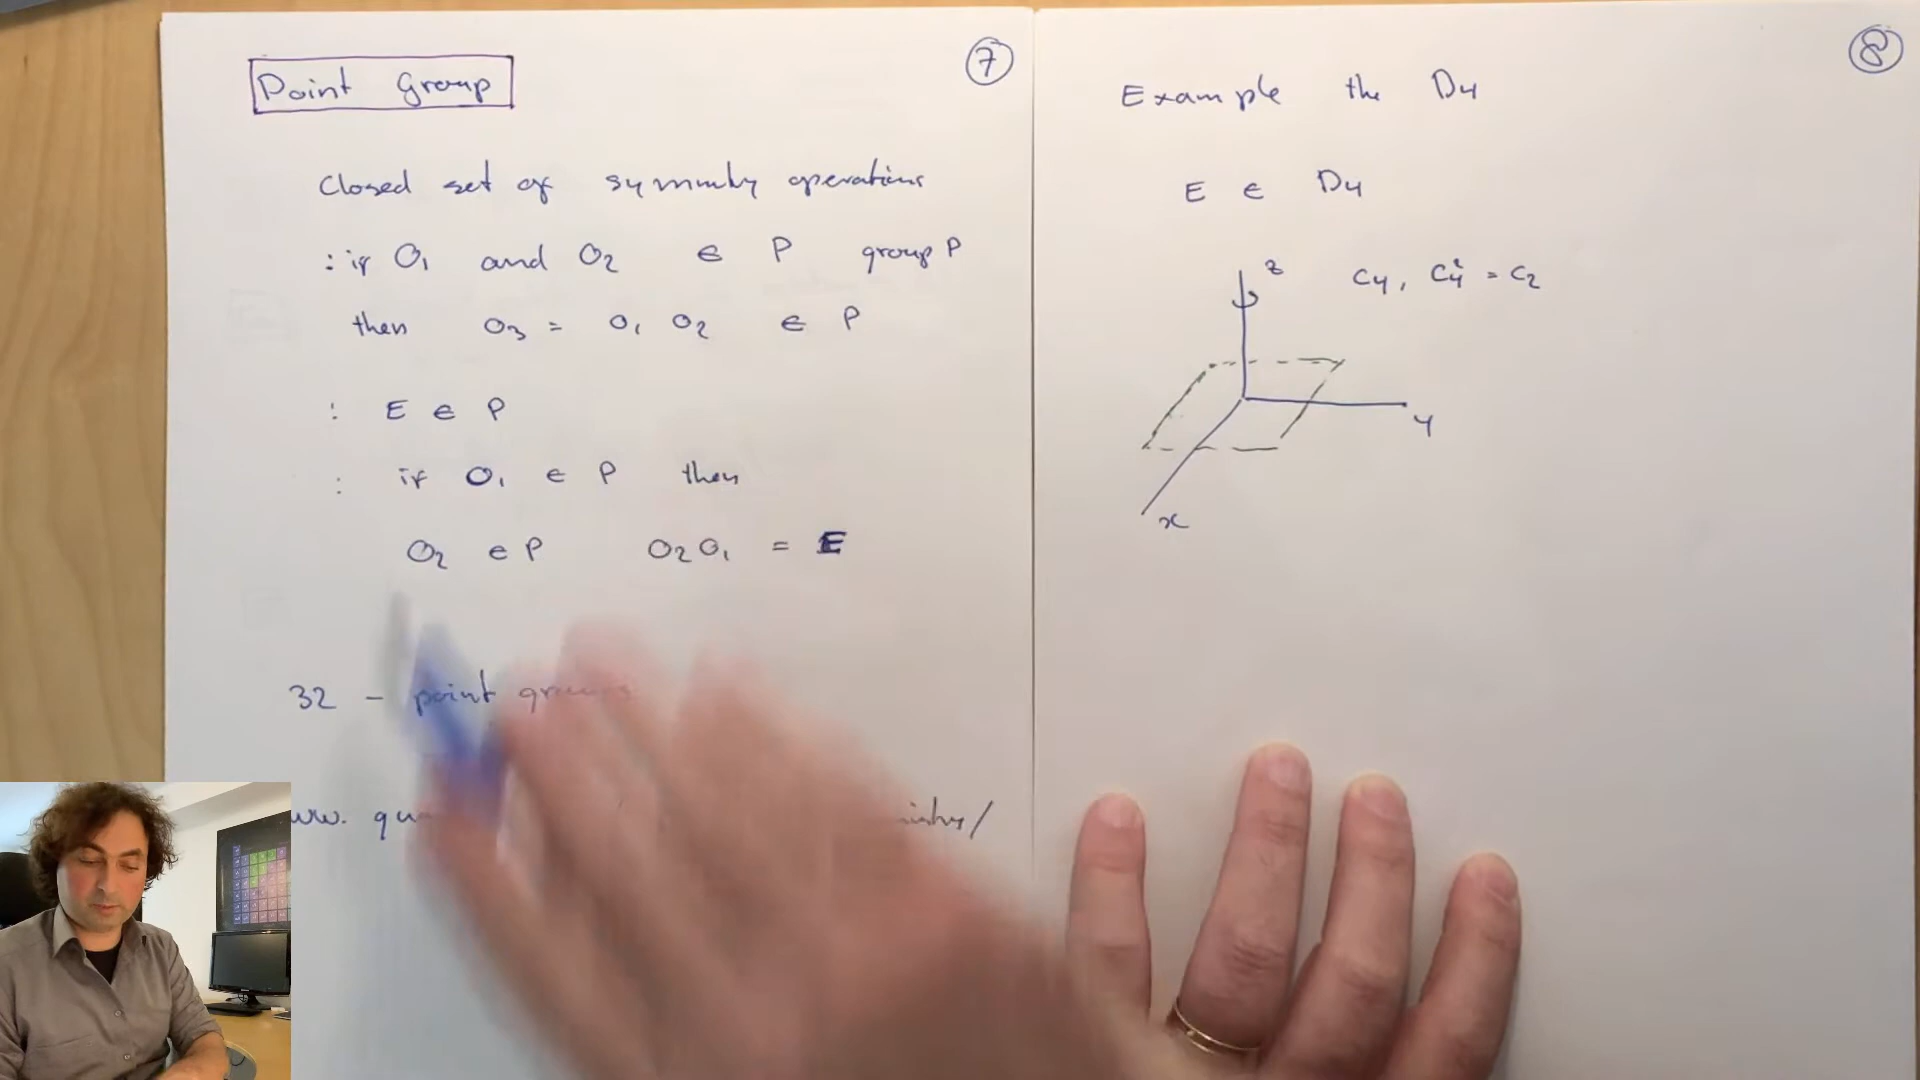 Point Group
7
Closed set of symmetry operations
: if O₁ and O₂ ∈ P group P
then O₃ = O₁ O₂ ∈ P
: E ∈ P
: if O₁ ∈ P then
O₂ ∈ P O₂O₁ = E
32 - point groups
8
Example the D₄
E ∈ D₄
z C₄, C₄² = C₂
y
x